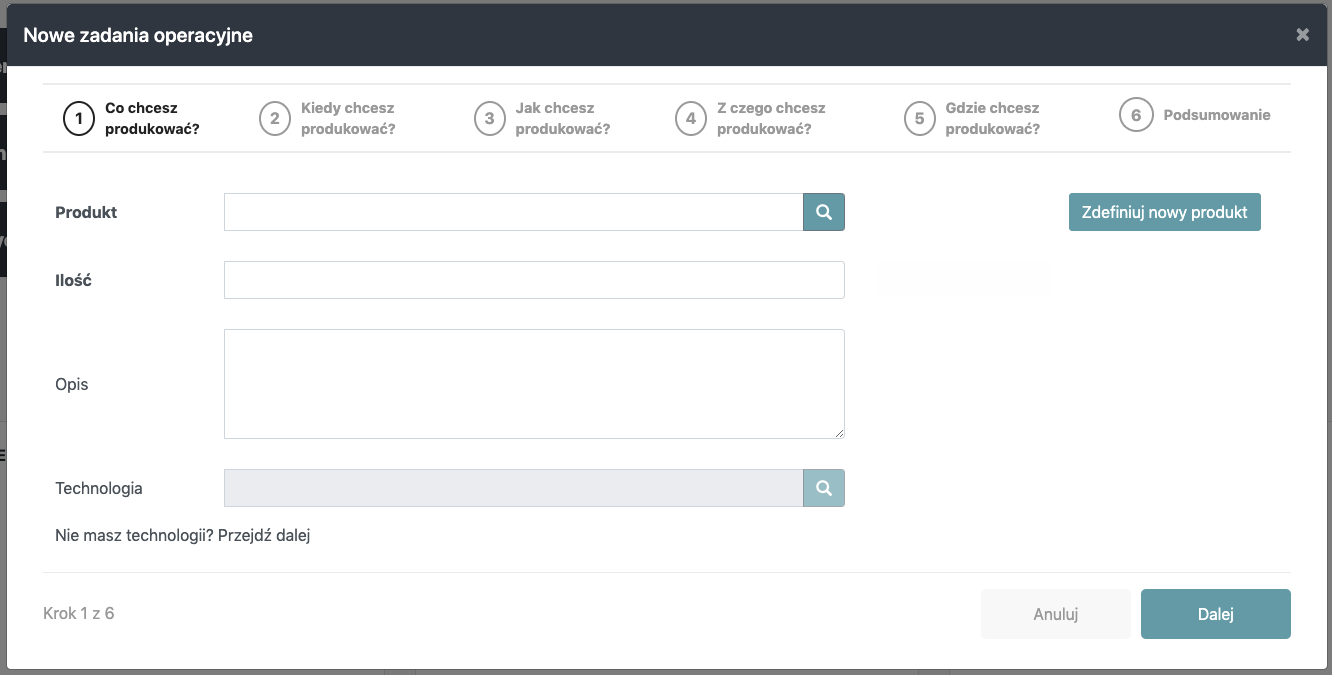 Nowe zadania operacyjne
1 Co chcesz produkować?
2 Kiedy chcesz produkować?
3 Jak chcesz produkować?
4 Z czego chcesz produkować?
5 Gdzie chcesz produkować?
6 Podsumowanie
Produkt
Zdefiniuj nowy produkt
Ilość
Opis
Technologia
Nie masz technologii? Przejdź dalej
Krok 1 z 6
Anuluj
Dalej